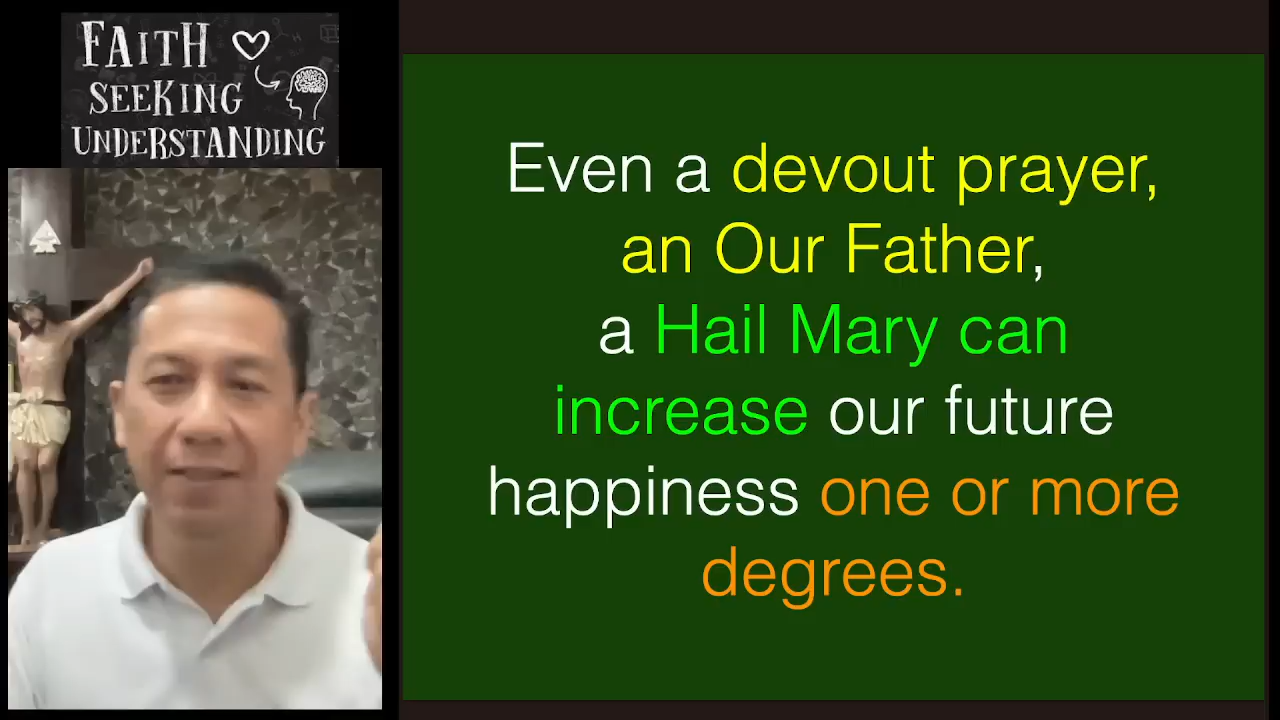 FAITH
SEEKING
UNDERSTANDING
Even a devout prayer,
an Our Father,
a Hail Mary can
increase our future
happiness one or more
degrees.